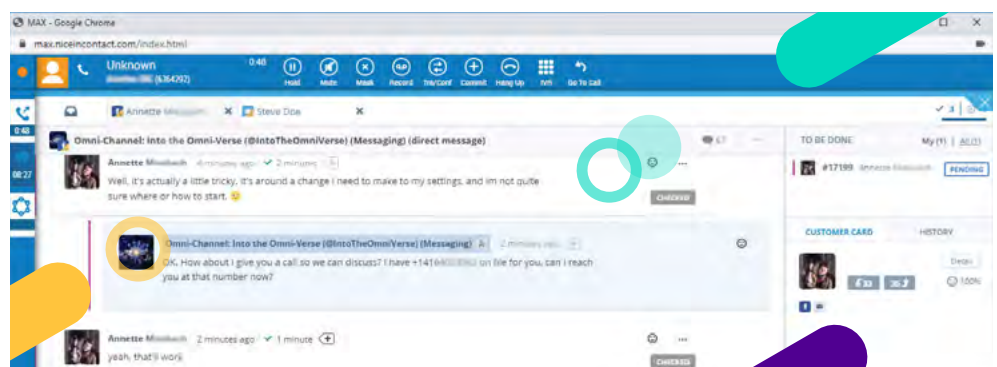 MAX - Google Chrome
max.niceincontact.com/index.html
Unknown
(6364292)
0:40
Hold Mute Mask Record Tnf/Conf Commit Hang Up IVR Go To Call
Annette
Steve Doe
3
0:40
08:27
Omni-Channel: Into the Omni-Verse (@IntoTheOmniVerse) (Messaging) (direct message)
Annette 4 minutes ago 2 minutes
Well, it's actually a little tricky, it's around a change i need to make to my settings, and im not quite
sure where or how to start.
CHECKED
Omni-Channel: Into the Omni-Verse (@IntoTheOmniVerse) (Messaging) 2 minutes ago
OK. How about I give you a call so we can discuss? I have +1416 on file for you, can I reach
you at that number now?
Annette 2 minutes ago 1 minute
yeah, that'll work
CHECKED
TO BE DONE My (1) | All (1)
#17199 Annette
PENDING
CUSTOMER CARD HISTORY
Detail
100%